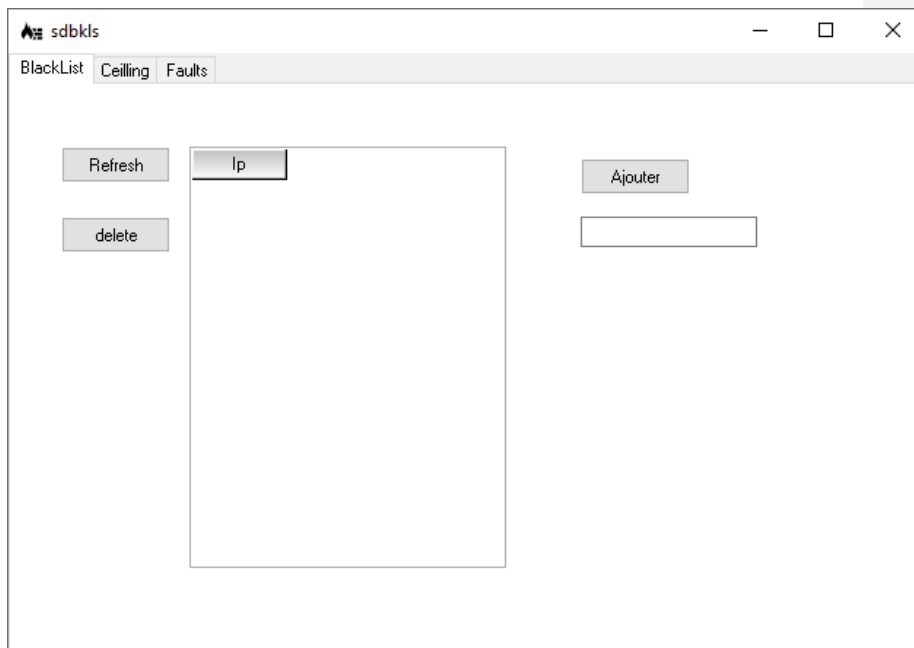 sdbkls
BlackList Ceilling Faults
Refresh
Ip
Ajouter
delete